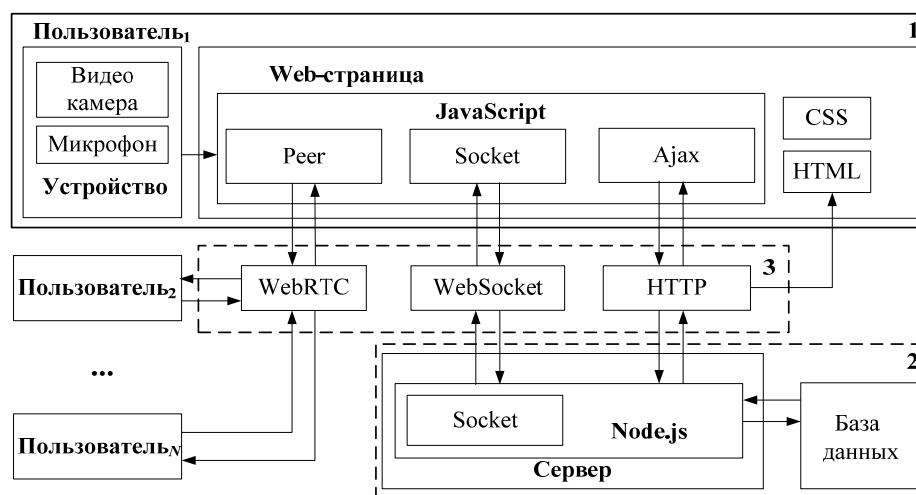 Пользователь₁
1
Видео
камера
Микрофон
Устройство
Web-страница
JavaScript
Peer
Socket
Ajax
CSS
HTML
3
WebRTC
WebSocket
HTTP
Пользователь₂
...
Пользователь_N
2
Socket
Node.js
Сервер
База
данных